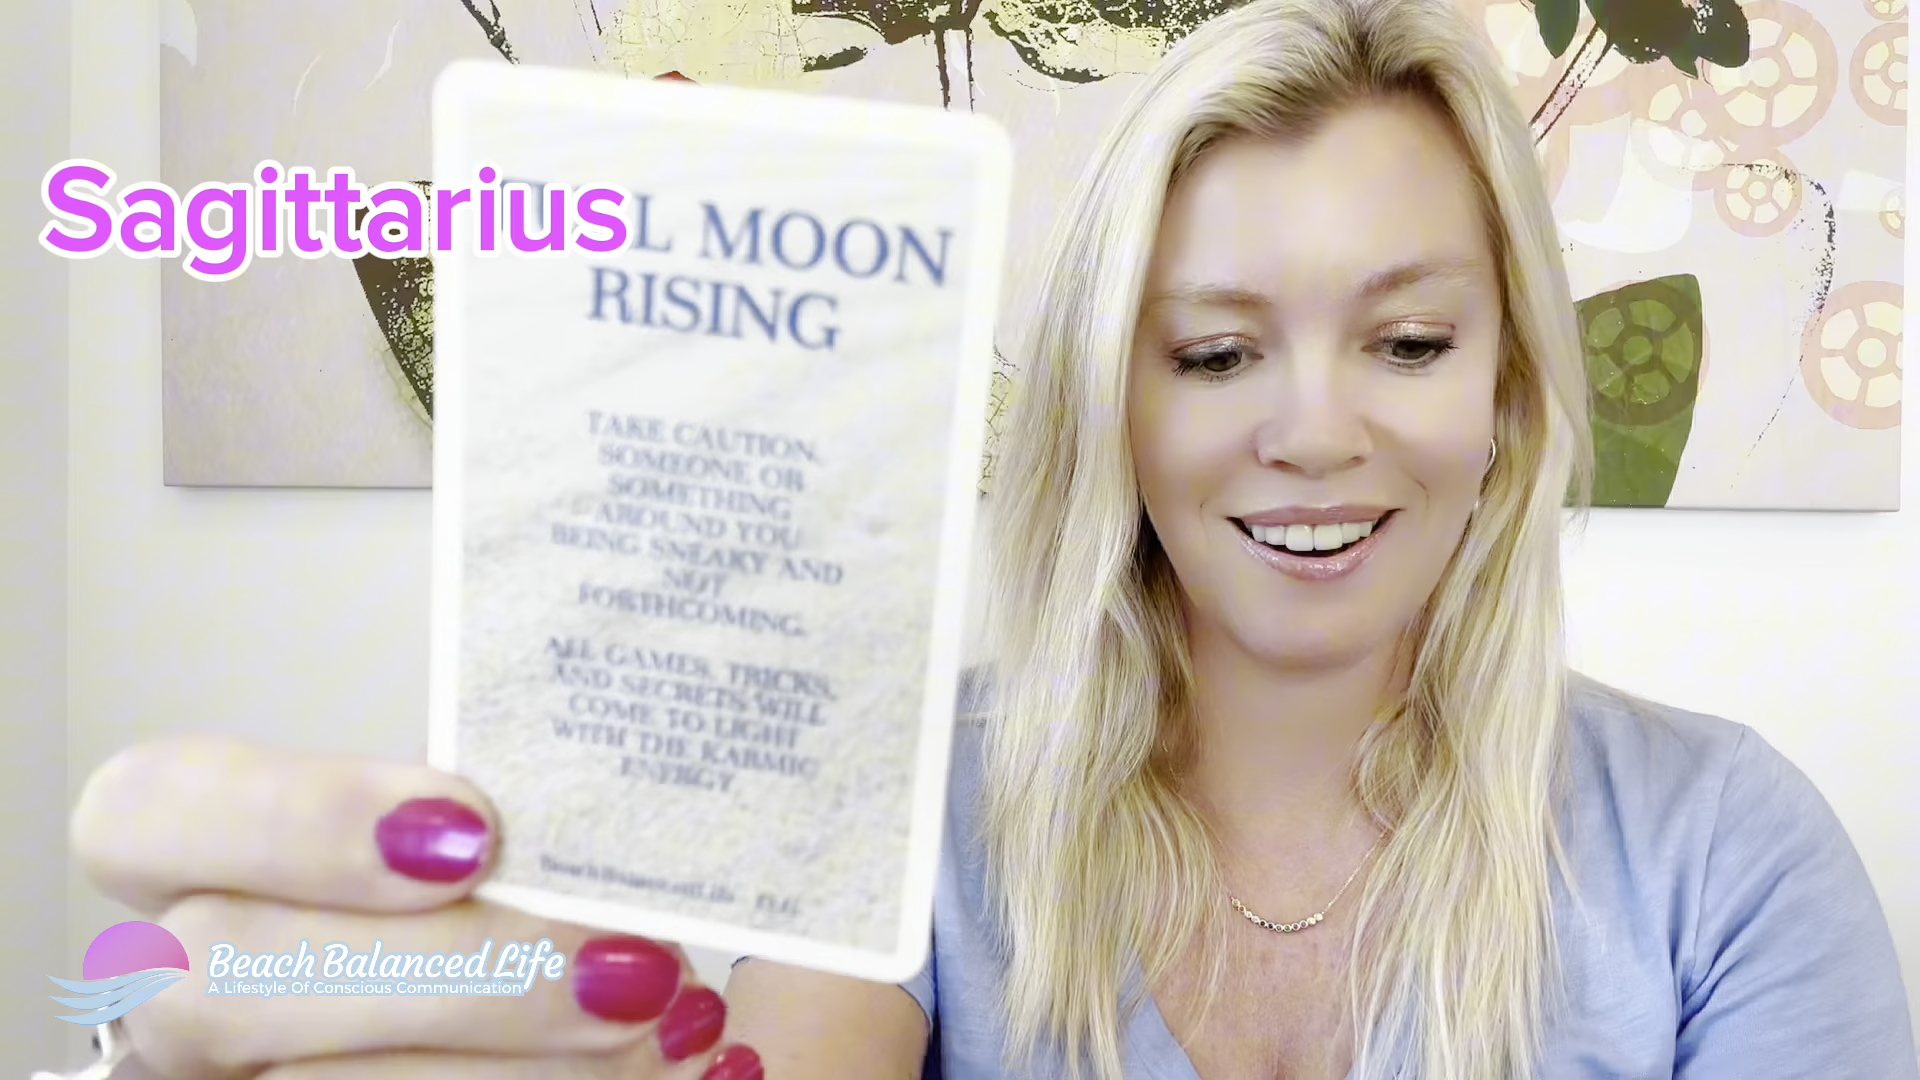 Sagittarius
L MOON
RISING
TAKE CAUTION.
SOMEONE OR
SOMETHING
AROUND YOU
BEING SNEAKY AND
NOT
FORTHCOMING.
ALL GAMES, TRICKS,
AND SECRETS WILL
COME TO LIGHT
WITH THE KARMIC
ENERGY.
BeachBalancedLife
Beach Balanced Life
A Lifestyle Of Conscious Communication